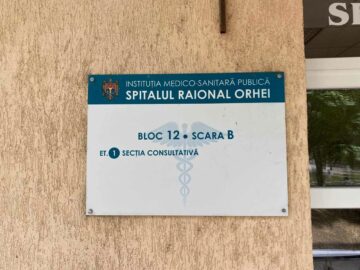 INSTITUȚIA MEDICO-SANITARĂ PUBLICĂ
SPITALUL RAIONAL ORHEI
BLOC 12 • SCARA B
ET. 1 SECȚIA CONSULTATIVĂ